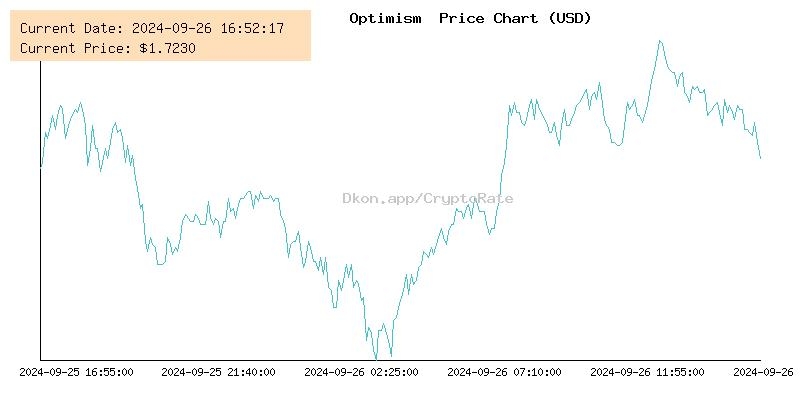 Optimism Price Chart (USD)
Current Date: 2024-09-26 16:52:17
Current Price: $1.7230
Dkon.app/CryptoRate
2024-09-25 16:55:00 2024-09-25 21:40:00 2024-09-26 02:25:00 2024-09-26 07:10:00 2024-09-26 11:55:00 2024-09-26